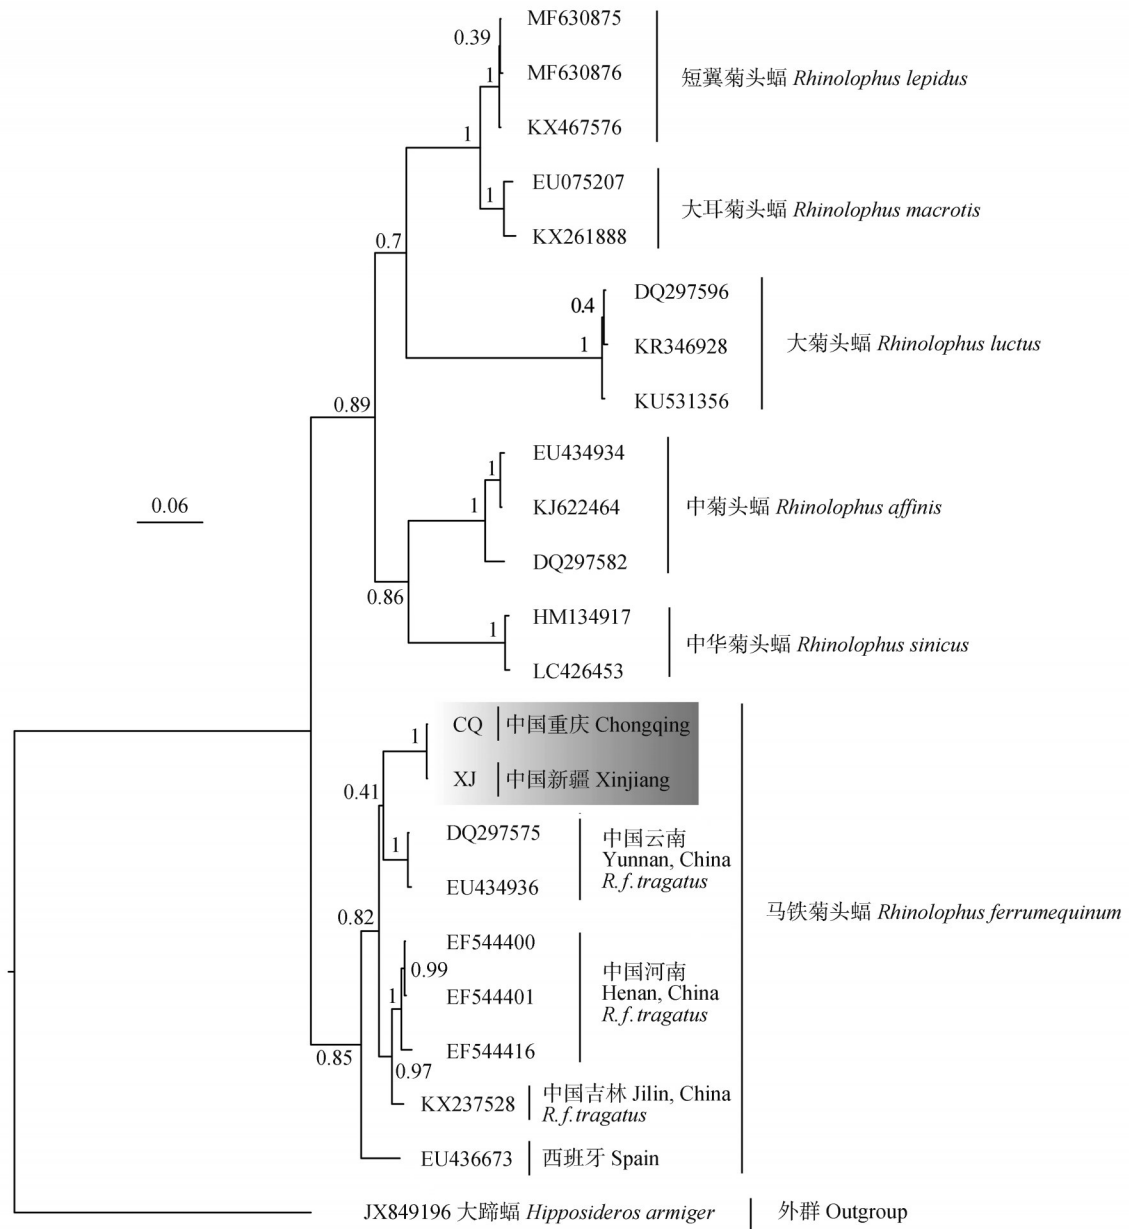 MF630875
0.39
MF630876
1
短翼菊头蝠 Rhinolophus lepidus
KX467576
1
EU075207
1
大耳菊头蝠 Rhinolophus macrotis
KX261888
0.7
DQ297596
0.4
KR346928
1
大菊头蝠 Rhinolophus luctus
KU531356
0.89
EU434934
1
0.06
KJ622464
1
中菊头蝠 Rhinolophus affinis
DQ297582
0.86
HM134917
1
中华菊头蝠 Rhinolophus sinicus
LC426453
CQ 中国重庆 Chongqing
1
XJ 中国新疆 Xinjiang
0.41
DQ297575
1
中国云南
Yunnan, China
R. f. tragatus
EU434936
0.82
马铁菊头蝠 Rhinolophus ferrumequinum
EF544400
0.99
EF544401
1
中国河南
Henan, China
R. f. tragatus
EF544416
0.85
0.97
KX237528
中国吉林 Jilin, China
R. f. tragatus
EU436673
西班牙 Spain
JX849196 大蹄蝠 Hipposideros armiger
外群 Outgroup